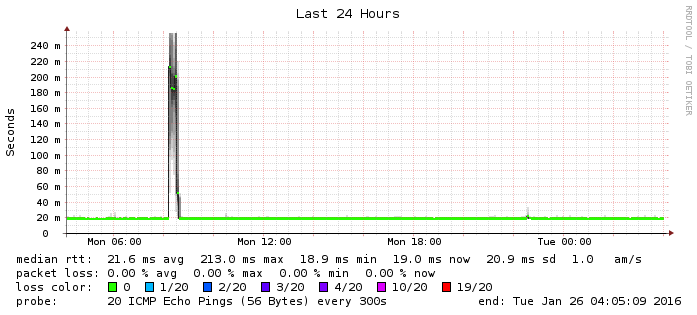 Last 24 Hours
RRDTOOL / TOBI OETIKER
Seconds
240 m
220 m
200 m
180 m
160 m
140 m
120 m
100 m
80 m
60 m
40 m
20 m
0
Mon 06:00 Mon 12:00 Mon 18:00 Tue 00:00
median rtt: 21.6 ms avg 213.0 ms max 18.9 ms min 19.0 ms now 20.9 ms sd 1.0 am/s
packet loss: 0.00 % avg 0.00 % max 0.00 % min 0.00 % now
loss color: 0 1/20 2/20 3/20 4/20 10/20 19/20
probe: 20 ICMP Echo Pings (56 Bytes) every 300s end: Tue Jan 26 04:05:09 2016